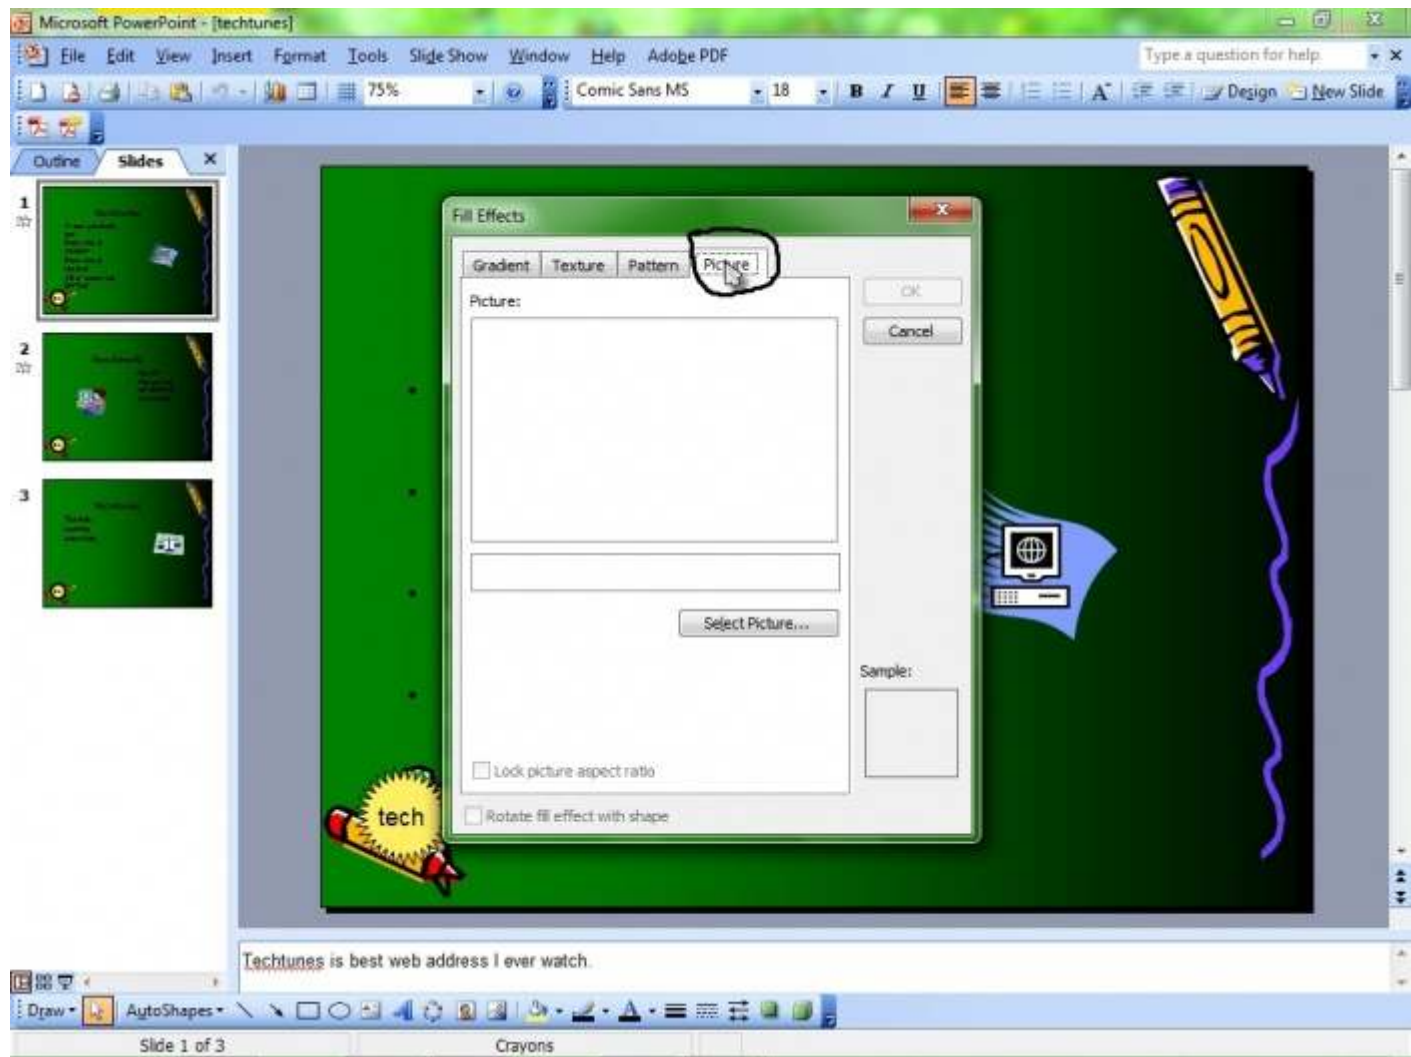 Microsoft PowerPoint - [techtunes]
File Edit View Insert Format Tools Slide Show Window Help Adobe PDF Type a question for help
75% Comic Sans MS 18 B I U A Design New Slide
Outline Slides
1
2
3
Fill Effects
Gradient Texture Pattern Picture
Picture:
OK
Cancel
Select Picture...
Sample:
Lock picture aspect ratio
Rotate fill effect with shape
tech
Techtunes is best web address I ever watch.
Draw AutoShapes A
Slide 1 of 3 Crayons